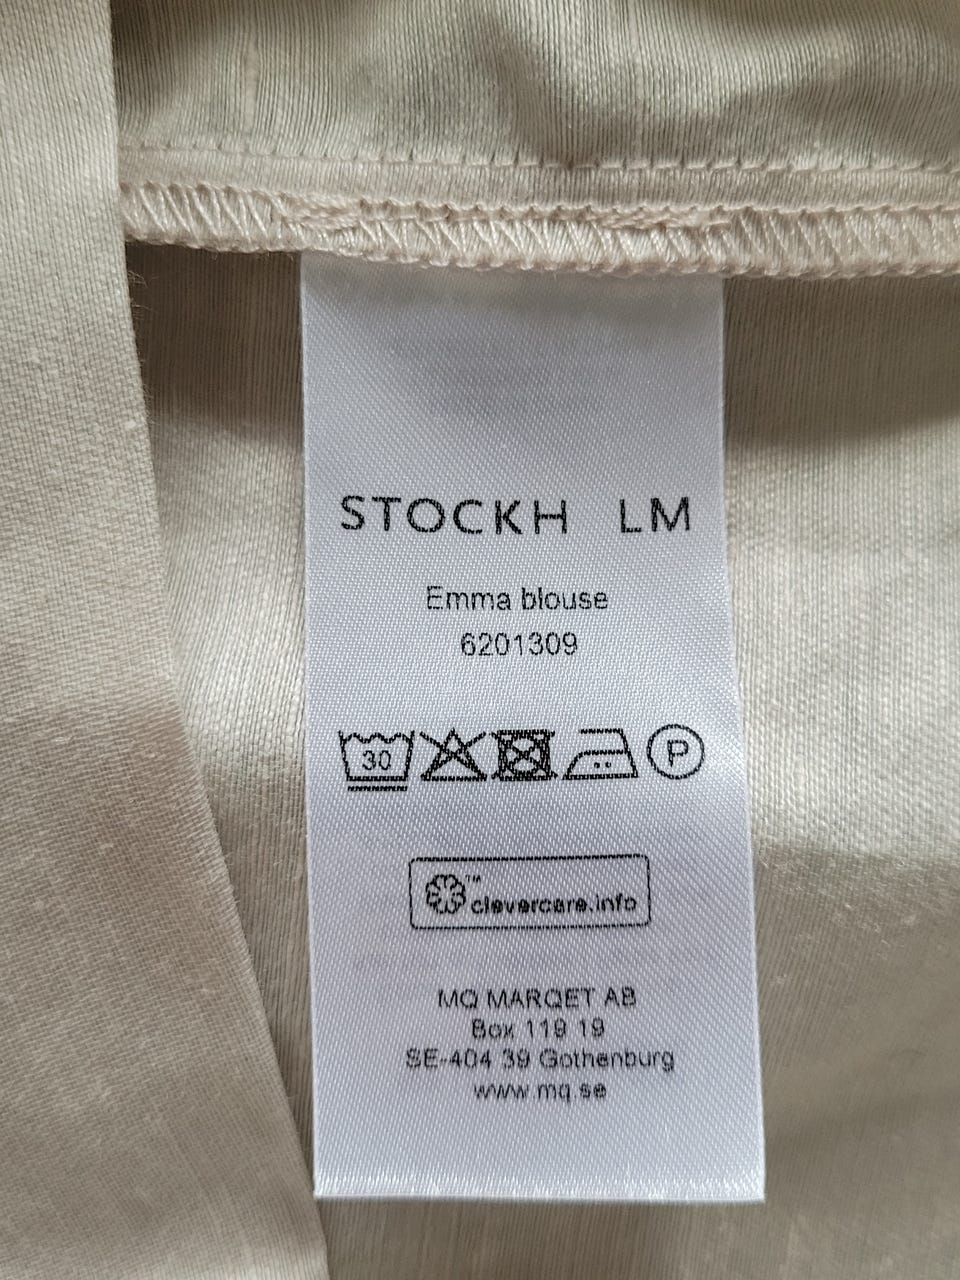 STOCKH LM
Emma blouse
6201309
30 P
™ clevercare.info
MQ MARQET AB
Box 119 19
SE-404 39 Gothenburg
www.mq.se